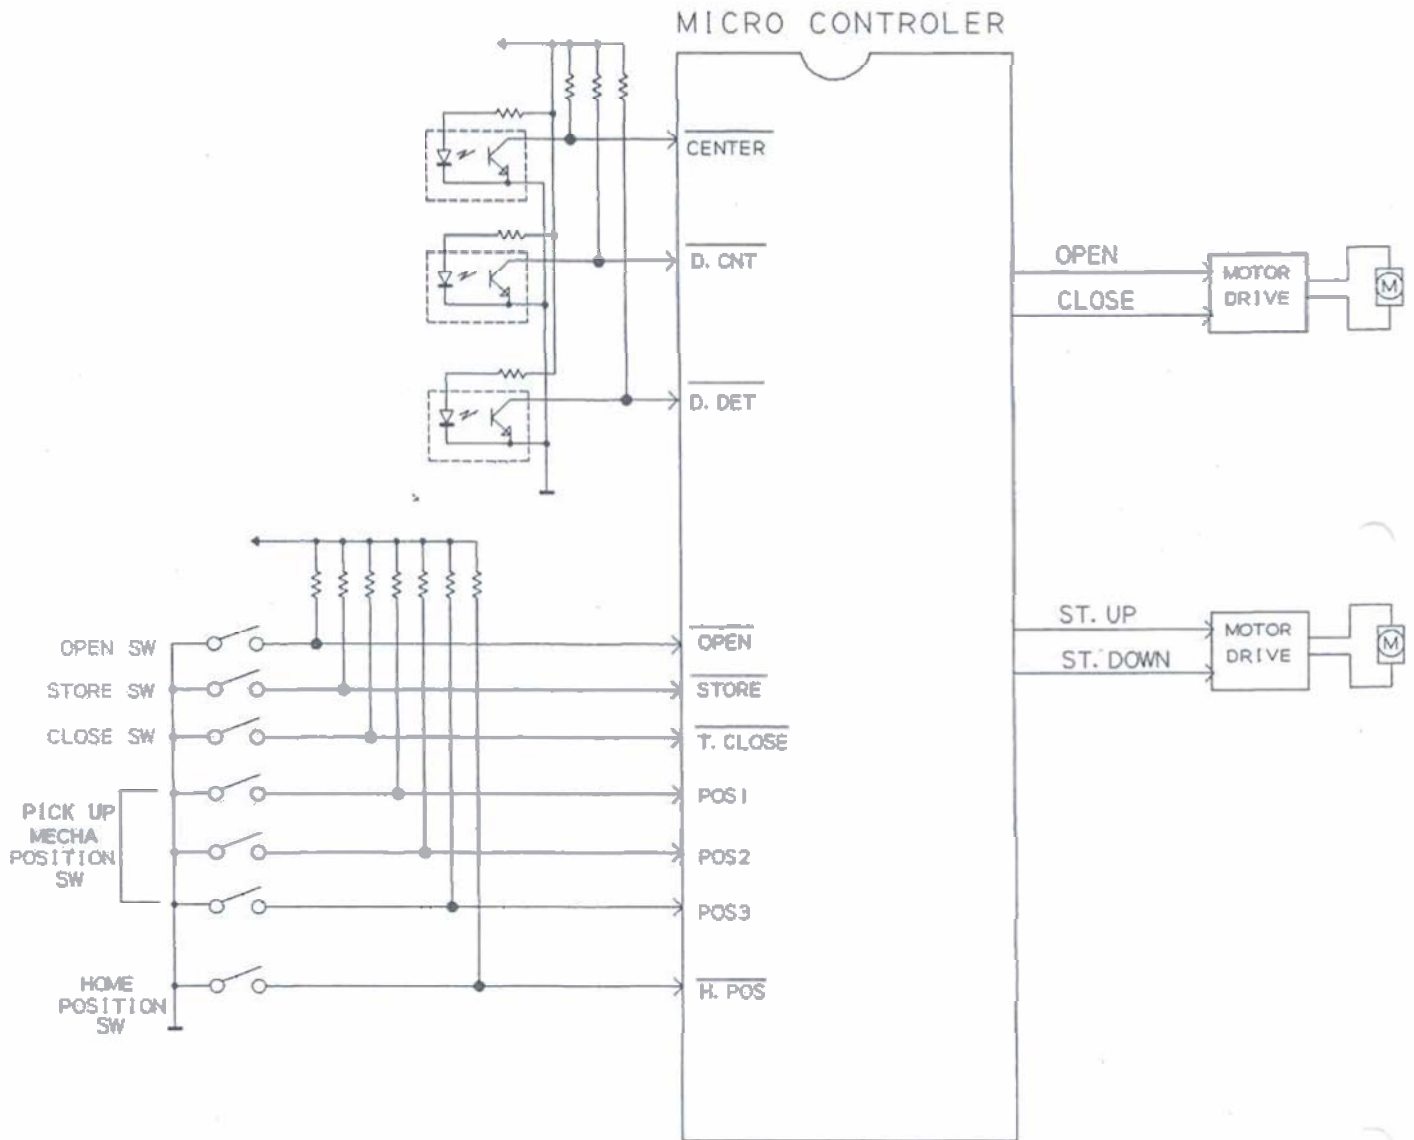 MICRO CONTROLER
CENTER
D. CNT
D. DET
OPEN
CLOSE
MOTOR
DRIVE
M
OPEN SW
STORE SW
CLOSE SW
PICK UP
MECHA
POSITION
SW
HOME
POSITION
SW
OPEN
STORE
T. CLOSE
POS1
POS2
POS3
H. POS
ST. UP
ST. DOWN
MOTOR
DRIVE
M